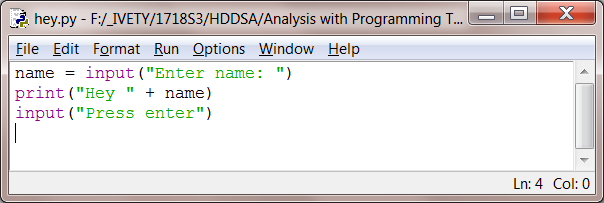 hey.py - F:/_IVETY/1718S3/HDDSA/Analysis with Programming T...
File Edit Format Run Options Window Help
name = input("Enter name: ")
print("Hey " + name)
input("Press enter")
Ln: 4 Col: 0